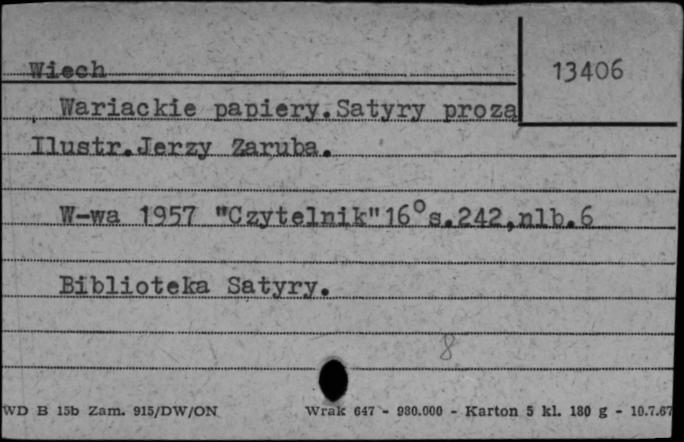 Wiech
13406
Wariackie papiery.Satyry prozą
Ilustr.Jerzy Zaruba.
W-wa 1957 "Czytelnik"16°s.242,nlb.6
Biblioteka Satyry.
8
WD B 15b Zam. 915/DW/ON Wrak 647 - 980.000 - Karton 5 kl. 180 g - 10.7.67